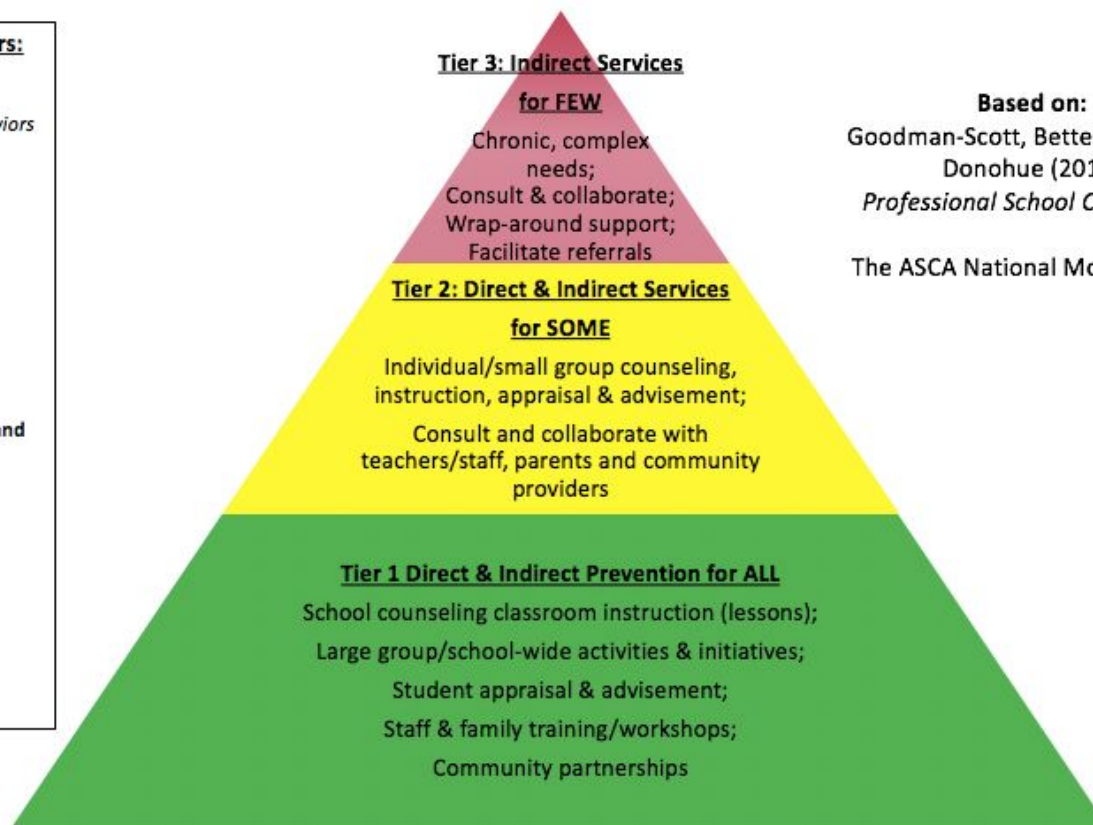 rs:
viors
and
Tier 3: Indirect Services
for FEW
Chronic, complex
needs;
Consult & collaborate;
Wrap-around support;
Facilitate referrals
Tier 2: Direct & Indirect Services
for SOME
Individual/small group counseling,
instruction, appraisal & advisement;
Consult and collaborate with
teachers/staff, parents and community
providers
Tier 1 Direct & Indirect Prevention for ALL
School counseling classroom instruction (lessons);
Large group/school-wide activities & initiatives;
Student appraisal & advisement;
Staff & family training/workshops;
Community partnerships
Based on:
Goodman-Scott, Bette
Donohue (201
Professional School C
The ASCA National Mo